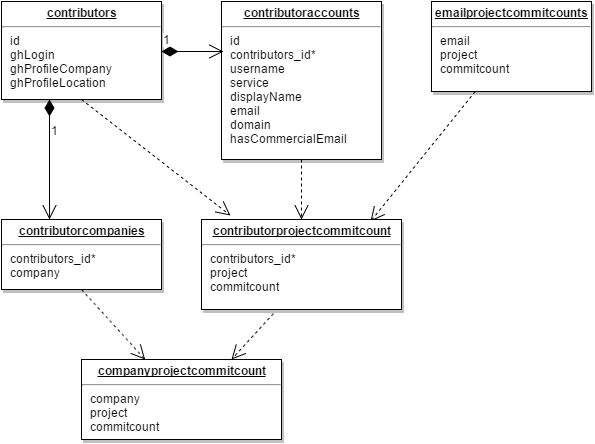 contributors
id
ghLogin
ghProfileCompany
ghProfileLocation
1
1
contributoraccounts
id
contributors_id*
username
service
displayName
email
domain
hasCommercialEmail
emailprojectcommitcounts
email
project
commitcount
contributorcompanies
contributors_id*
company
contributorprojectcommitcount
contributors_id*
project
commitcount
companyprojectcommitcount
company
project
commitcount